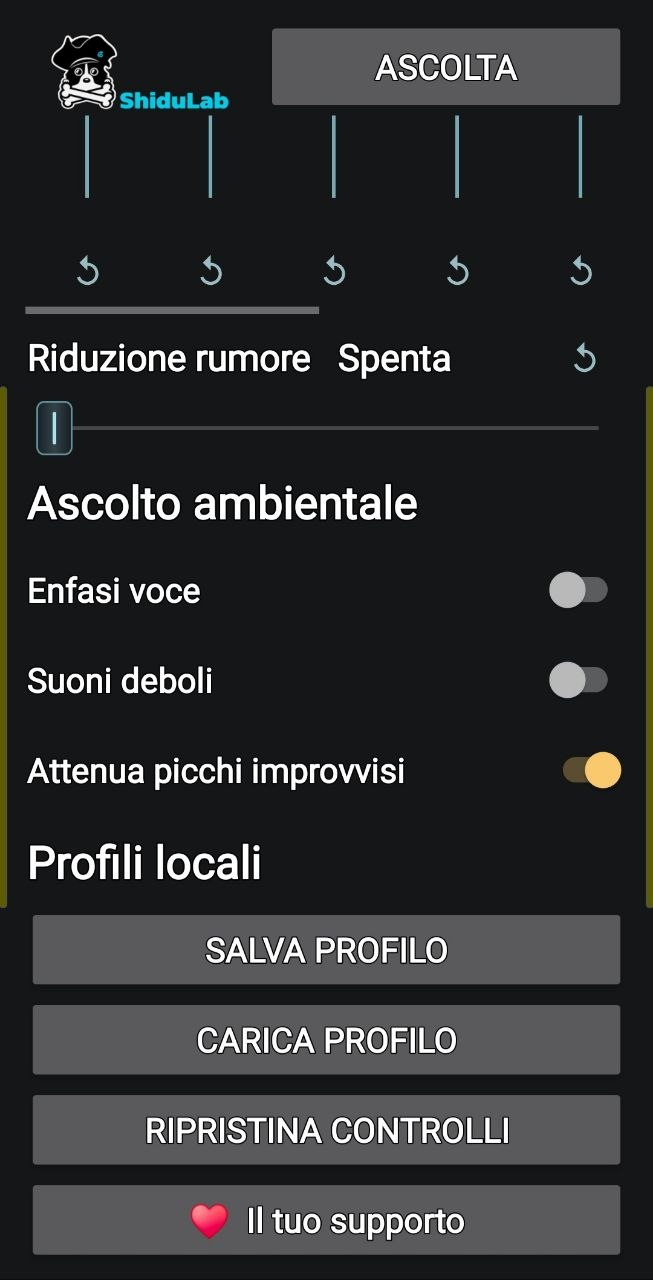 ShiduLab
ASCOLTA
Riduzione rumore Spenta
Ascolto ambientale
Enfasi voce
Suoni deboli
Attenua picchi improvvisi
Profili locali
SALVA PROFILO
CARICA PROFILO
RIPRISTINA CONTROLLI
Il tuo supporto